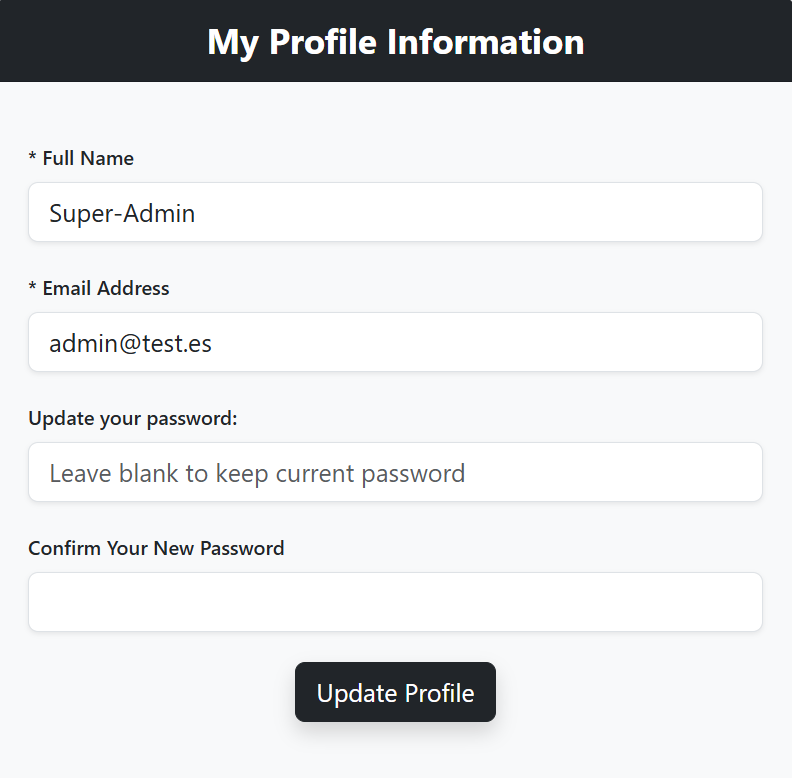 My Profile Information
* Full Name
Super-Admin
* Email Address
admin@test.es
Update your password:
Leave blank to keep current password
Confirm Your New Password
Update Profile